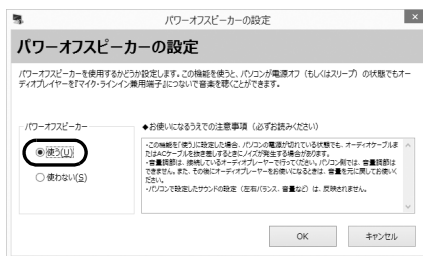 パワーオフスピーカーの設定
パワーオフスピーカーの設定
パワーオフスピーカーを使用するかどうか設定します。この機能を使うと、パソコンが電源オフ（もしくはスリープ）の状態でもオー
ディオプレイヤーを『マイク・ラインイン兼用端子』につないで音楽を聴くことができます。
パワーオフスピーカー
使う(U)
使わない(S)
◆お使いになるうえでの注意事項（必ずお読みください）
・この機能を「使う」に設定した場合、パソコンの電源が切れている状態でも、オーディオケーブルま
たはACケーブルを抜き差しするときにノイズが発生する場合があります。
・音量調節は、接続しているオーディオプレーヤーで行ってください。パソコン側では、音量調節は
できません。また、その後にオーディオプレーヤーをお使いになるときは、音量を元に戻してお使いく
ださい。
・パソコンで設定したサウンドの設定（左右バランス、音量など）は、反映されません。
OK
キャンセル